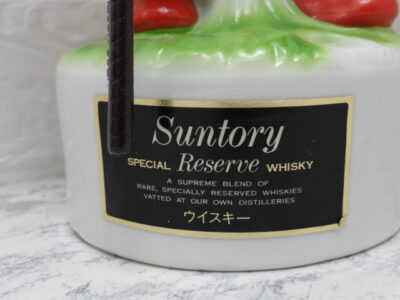 Suntory
SPECIAL Reserve WHISKY
A SUPREME BLEND OF
RARE, SPECIALLY RESERVED WHISKIES
VATTED AT OUR OWN DISTILLERIES
ウイスキー